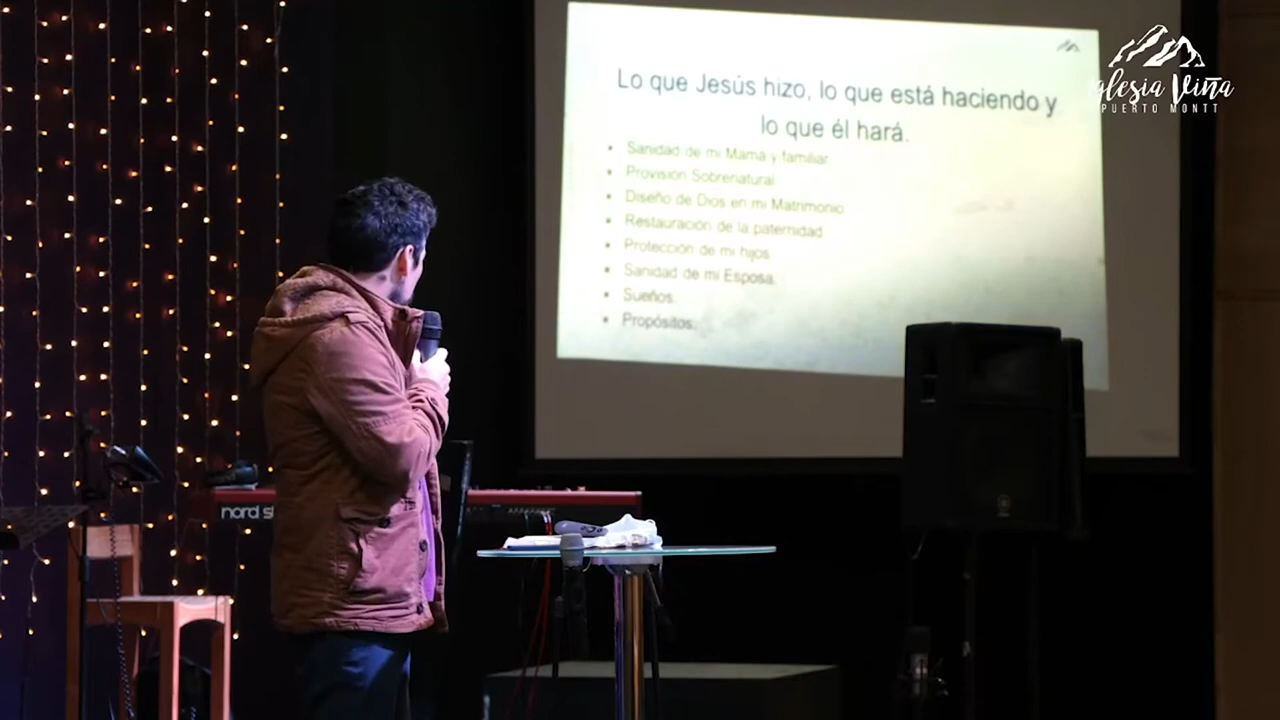 Lo que Jesús hizo, lo que está haciendo y
lo que él hará.
• Sanidad de mi Mamá y familiar
• Provisión Sobrenatural
• Diseño de Dios en mi Matrimonio
• Restauración de la paternidad
• Protección de mi hijos
• Sanidad de mi Esposa.
• Sueños.
• Propósitos.
Iglesia Viña
PUERTO MONTT
nord st